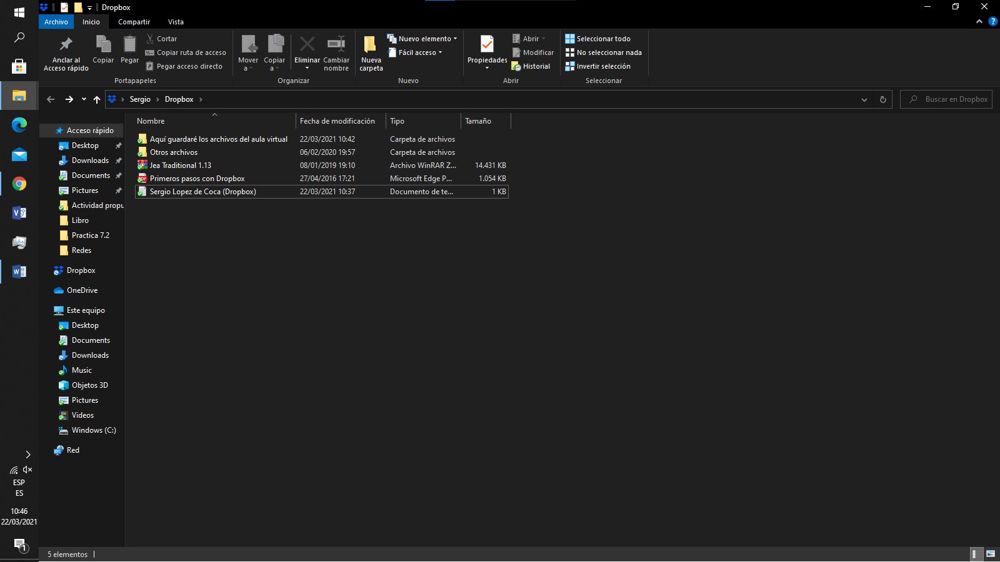 Dropbox
Archivo Inicio Compartir Vista
Anclar al
Acceso rápido
Copiar
Pegar
Cortar
Copiar ruta de acceso
Pegar acceso directo
Portapapeles
Mover
a
Copiar
a
Eliminar
Cambiar
nombre
Organizar
Nueva
carpeta
Nuevo elemento
Fácil acceso
Nuevo
Propiedades
Abrir
Modificar
Historial
Abrir
Seleccionar todo
No seleccionar nada
Invertir selección
Seleccionar
Sergio Dropbox
Buscar en Dropbox
Nombre Fecha de modificación Tipo Tamaño
Aquí guardaré los archivos del aula virtual 22/03/2021 10:42 Carpeta de archivos
Otros archivos 06/02/2020 19:57 Carpeta de archivos
Jea Traditional 1.13 08/01/2019 19:10 Archivo WinRAR Z... 14.431 KB
Primeros pasos con Dropbox 27/04/2016 17:21 Microsoft Edge P... 1.054 KB
Sergio Lopez de Coca (Dropbox) 22/03/2021 10:37 Documento de te... 1 KB
Acceso rápido
Desktop
Downloads
Documents
Pictures
Actividad propu
Libro
Practica 7.2
Redes
Dropbox
OneDrive
Este equipo
Desktop
Documents
Downloads
Music
Objetos 3D
Pictures
Videos
Windows (C:)
Red
ESP
ES
10:46
22/03/2021
1
5 elementos